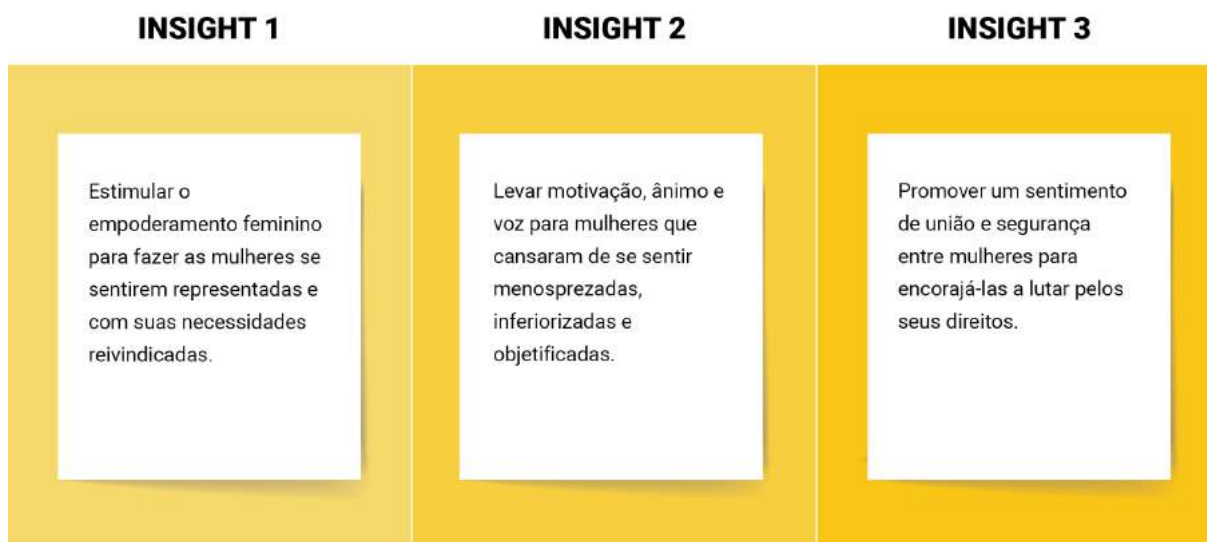 INSIGHT 1
Estimular o
empoderamento feminino
para fazer as mulheres se
sentirem representadas e
com suas necessidades
reivindicadas.
INSIGHT 2
Levar motivação, ânimo e
voz para mulheres que
cansaram de se sentir
menosprezadas,
inferiorizadas e
objetificadas.
INSIGHT 3
Promover um sentimento
de união e segurança
entre mulheres para
encorajá-las a lutar pelos
seus direitos.